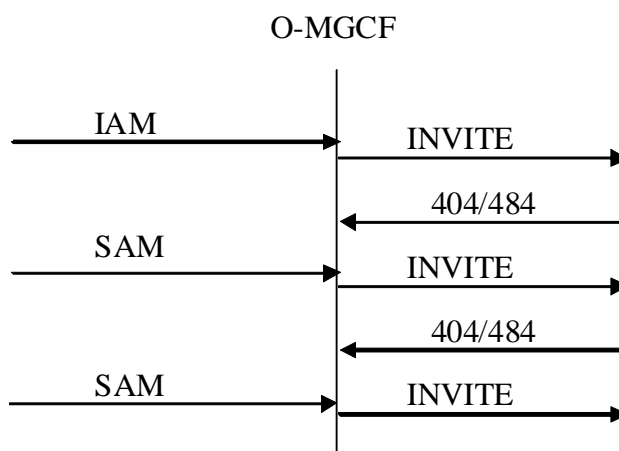 O-MGCF
IAM
INVITE
404/484
SAM
INVITE
404/484
SAM
INVITE